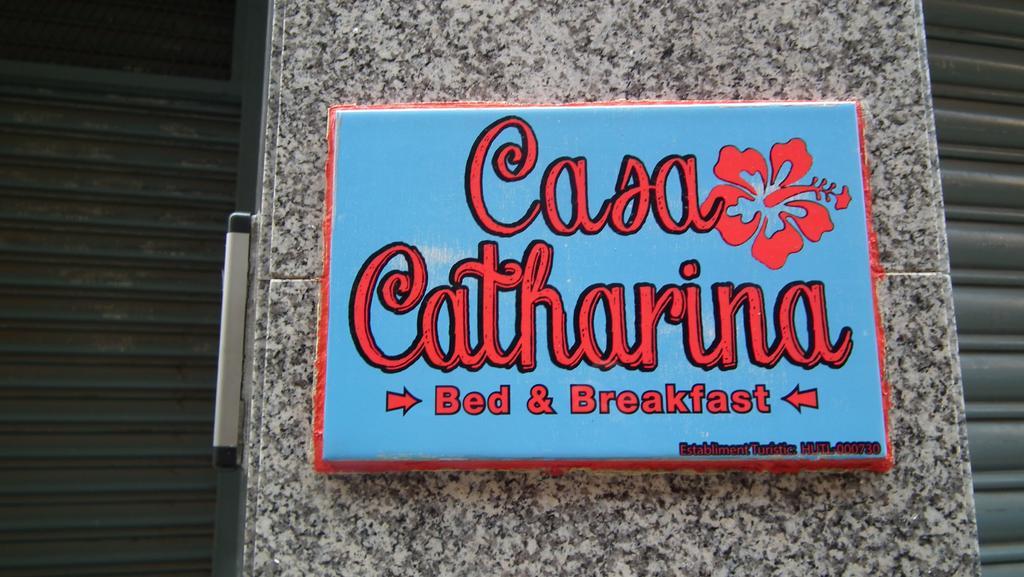 Casa
Catharina
Bed & Breakfast
Establiment Turístic: HUTL-000730